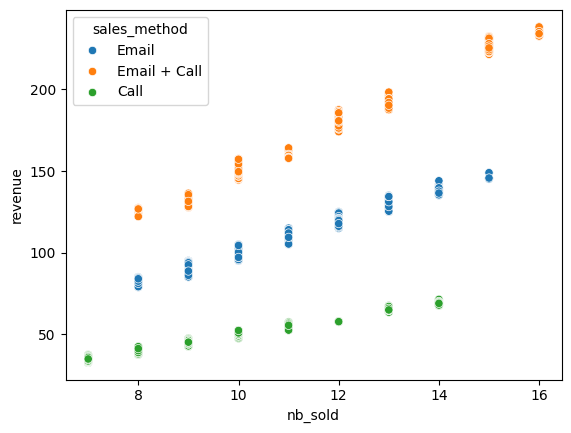 sales_method
Email
Email + Call
Call
revenue
200
150
100
50
8
10
12
14
16
nb_sold